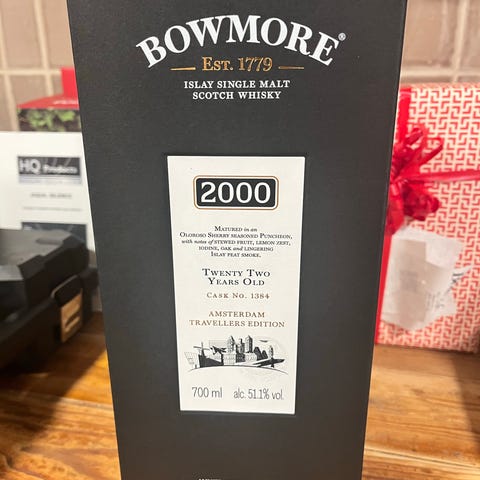 BOWMORE®
EST. 1779
ISLAY SINGLE MALT
SCOTCH WHISKY
2000
MATURED IN AN
OLOROSO SHERRY SEASONED PUNCHEON,
with notes of STEWED FRUIT, LEMON ZEST,
IODINE, OAK and LINGERING
ISLAY PEAT SMOKE.
TWENTY TWO
YEARS OLD
CASK No. 1384
AMSTERDAM
TRAVELLERS EDITION
700 ml alc. 51.1% vol.
HQ Products